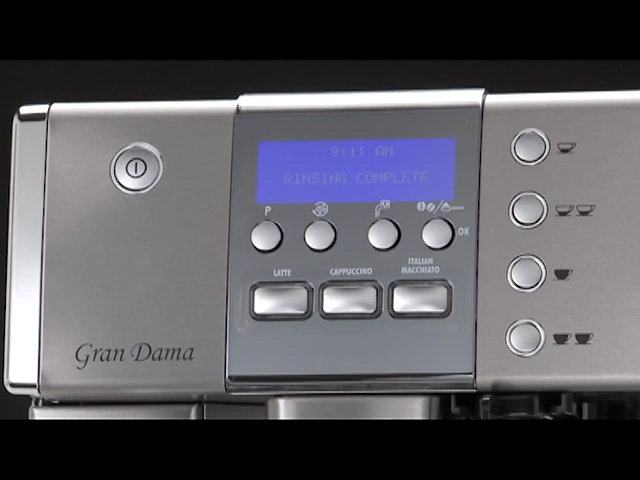 9:11 AM
RINSING COMPLETE
P
OK
LATTE
CAPPUCCINO
ITALIAN
MACCHIATO
Gran Dama